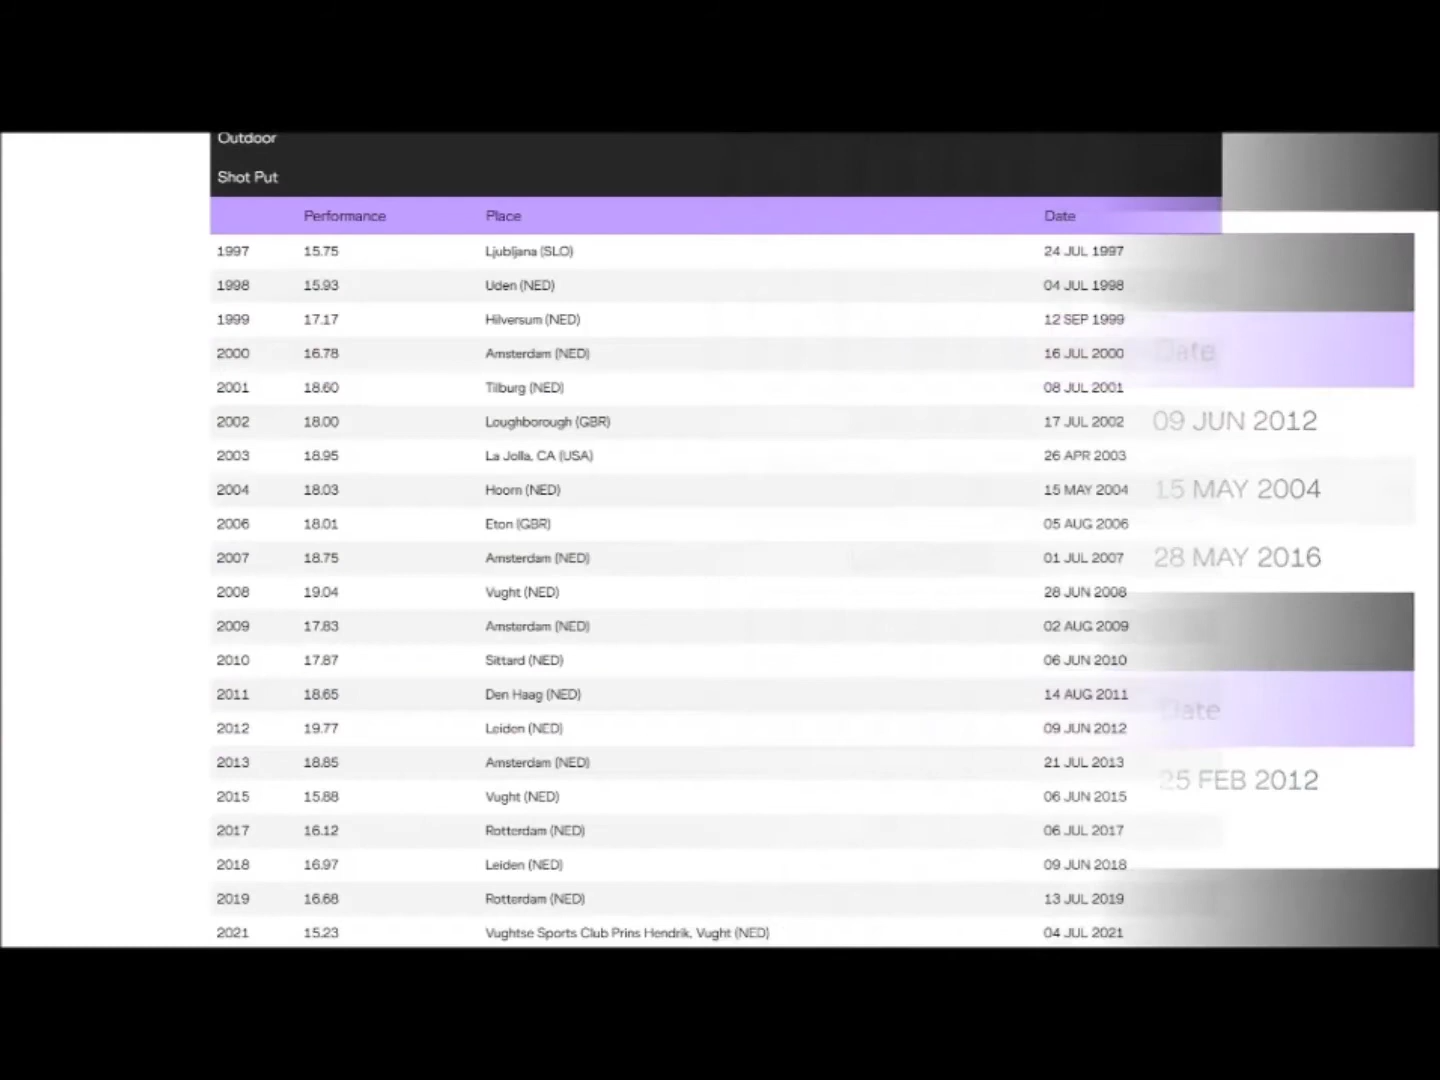 Outdoor
Shot Put
Performance Place Date
1997 15.75 Ljubljana (SLO) 24 JUL 1997
1998 15.93 Uden (NED) 04 JUL 1998
1999 17.17 Hilversum (NED) 12 SEP 1999
2000 16.78 Amsterdam (NED) 16 JUL 2000
2001 18.60 Tilburg (NED) 08 JUL 2001
2002 18.00 Loughborough (GBR) 17 JUL 2002
2003 18.95 La Jolla, CA (USA) 26 APR 2003
2004 18.03 Hoorn (NED) 15 MAY 2004
2006 18.01 Eton (GBR) 05 AUG 2006
2007 18.75 Amsterdam (NED) 01 JUL 2007
2008 19.04 Vught (NED) 28 JUN 2008
2009 17.83 Amsterdam (NED) 02 AUG 2009
2010 17.87 Sittard (NED) 06 JUN 2010
2011 18.65 Den Haag (NED) 14 AUG 2011
2012 19.77 Leiden (NED) 09 JUN 2012
2013 18.85 Amsterdam (NED) 21 JUL 2013
2015 15.88 Vught (NED) 06 JUN 2015
2017 16.12 Rotterdam (NED) 06 JUL 2017
2018 16.97 Leiden (NED) 09 JUN 2018
2019 16.68 Rotterdam (NED) 13 JUL 2019
2021 15.23 Vughtse Sports Club Prins Hendrik, Vught (NED) 04 JUL 2021
Date
09 JUN 2012
15 MAY 2004
28 MAY 2016
Date
25 FEB 2012